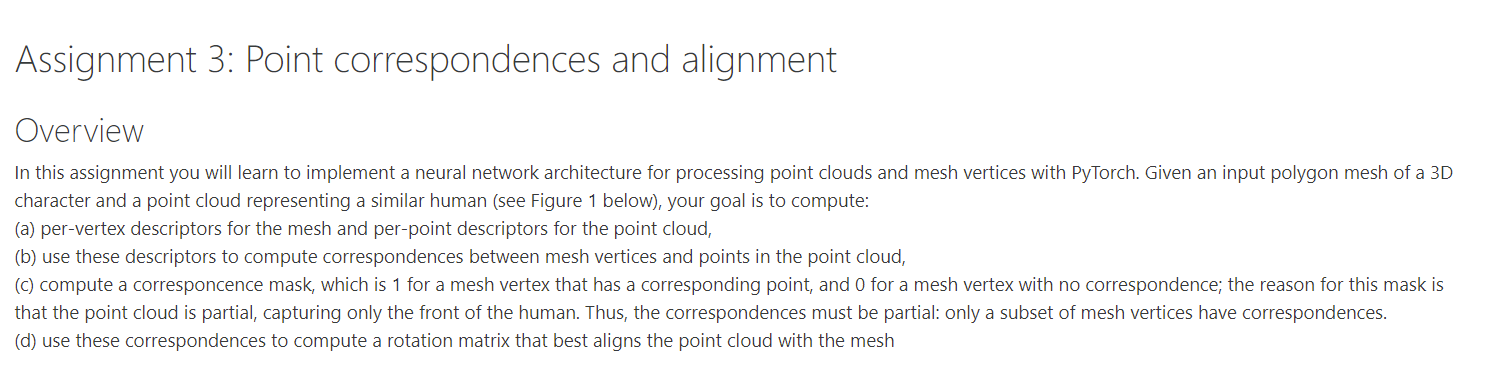 Assignment 3: Point correspondences and alignment
Overview
In this assignment you will learn to implement a neural network architecture for processing point clouds and mesh vertices with PyTorch. Given an input polygon mesh of a 3D
character and a point cloud representing a similar human (see Figure 1 below), your goal is to compute:
(a) per-vertex descriptors for the mesh and per-point descriptors for the point cloud,
(b) use these descriptors to compute correspondences between mesh vertices and points in the point cloud,
(c) compute a corresponcence mask, which is 1 for a mesh vertex that has a corresponding point, and 0 for a mesh vertex with no correspondence; the reason for this mask is
that the point cloud is partial, capturing only the front of the human. Thus, the correspondences must be partial: only a subset of mesh vertices have correspondences.
(d) use these correspondences to compute a rotation matrix that best aligns the point cloud with the mesh